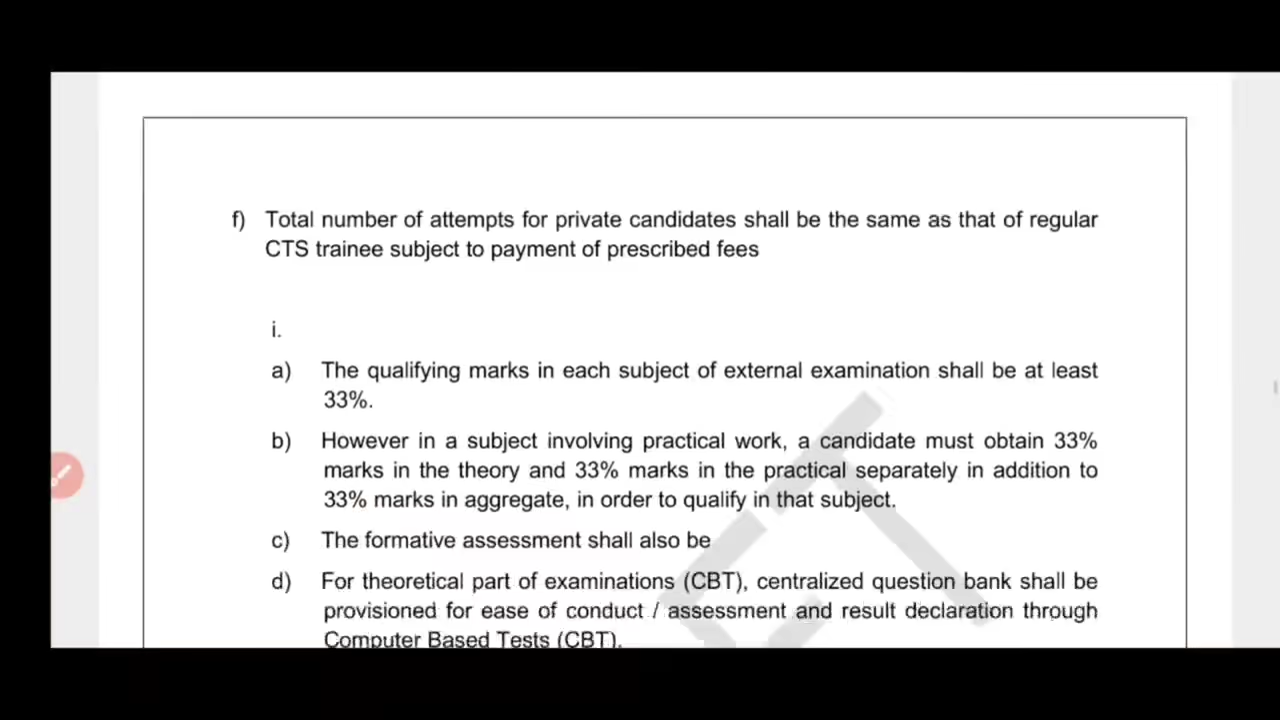 f) Total number of attempts for private candidates shall be the same as that of regular
CTS trainee subject to payment of prescribed fees
i.
a) The qualifying marks in each subject of external examination shall be at least
33%.
b) However in a subject involving practical work, a candidate must obtain 33%
marks in the theory and 33% marks in the practical separately in addition to
33% marks in aggregate, in order to qualify in that subject.
c) The formative assessment shall also be
d) For theoretical part of examinations (CBT), centralized question bank shall be
provisioned for ease of conduct / assessment and result declaration through
Computer Based Tests (CBT).